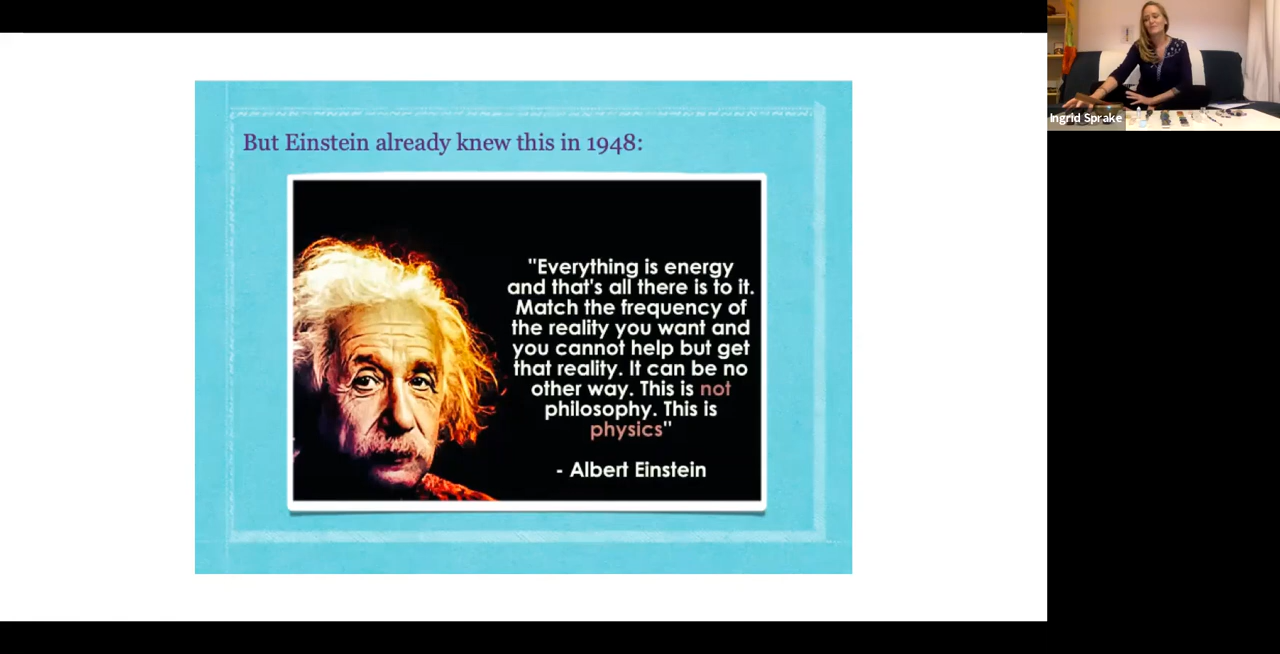 But Einstein already knew this in 1948:
"Everything is energy
and that's all there is to it.
Match the frequency of
the reality you want and
you cannot help but get
that reality. It can be no
other way. This is not
philosophy. This is
physics"
- Albert Einstein
Ingrid Sprake